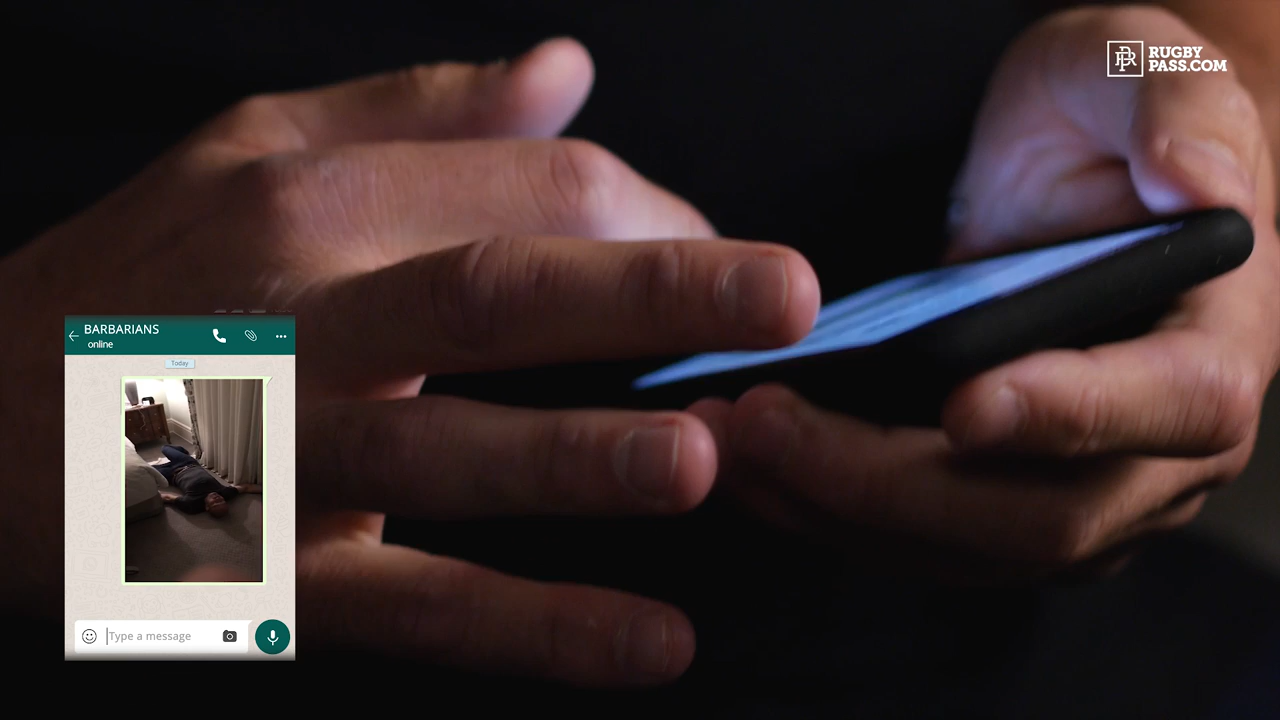 RUGBY
PASS.COM
BARBARIANS
online
Today
Type a message